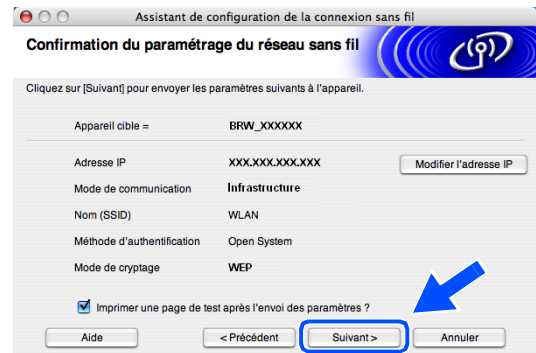 Assistant de configuration de la connexion sans fil
Confirmation du paramétrage du réseau sans fil
Cliquez sur [Suivant] pour envoyer les paramètres suivants à l'appareil.
Appareil cible = BRW_XXXXXX
Adresse IP XXX.XXX.XXX.XXX Modifier l'adresse IP
Mode de communication Infrastructure
Nom (SSID) WLAN
Méthode d'authentification Open System
Mode de cryptage WEP
Imprimer une page de test après l'envoi des paramètres ?
Aide < Précédent Suivant > Annuler